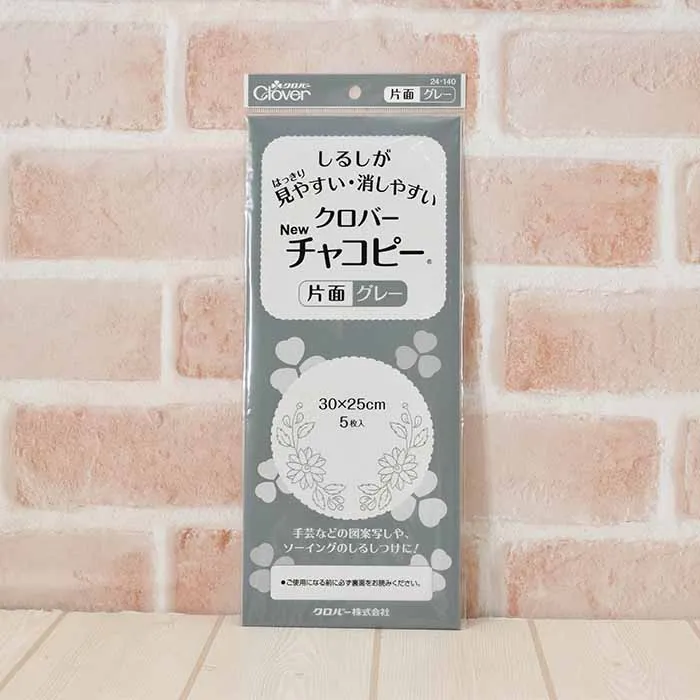 クロバー
Clover
24-140
片面 グレー
しるしが
はっきり
見やすい・消しやすい
クロバー
New
チャコピー®
片面 グレー
30×25cm
5枚入
手芸などの図案写しや、
ソーイングのしるしつけに!
●ご使用になる前に必ず裏面をお読みください。
クロバー株式会社